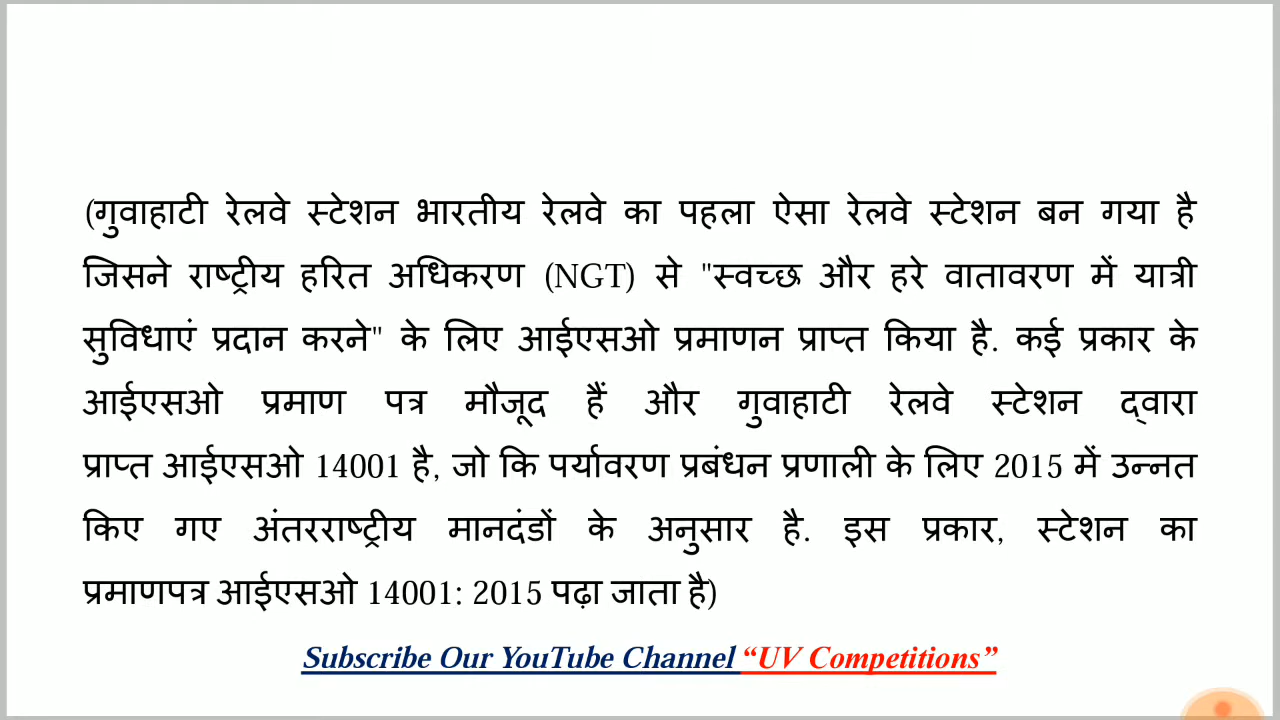 (गुवाहाटी रेलवे स्टेशन भारतीय रेलवे का पहला ऐसा रेलवे स्टेशन बन गया है
जिसने राष्ट्रीय हरित अधिकरण (NGT) से "स्वच्छ और हरे वातावरण में यात्री
सुविधाएं प्रदान करने" के लिए आईएसओ प्रमाणन प्राप्त किया है. कई प्रकार के
आईएसओ प्रमाण पत्र मौजूद हैं और गुवाहाटी रेलवे स्टेशन द्वारा
प्राप्त आईएसओ 14001 है, जो कि पर्यावरण प्रबंधन प्रणाली के लिए 2015 में उन्नत
किए गए अंतरराष्ट्रीय मानदंडों के अनुसार है. इस प्रकार, स्टेशन का
प्रमाणपत्र आईएसओ 14001: 2015 पढ़ा जाता है)
Subscribe Our YouTube Channel “UV Competitions”